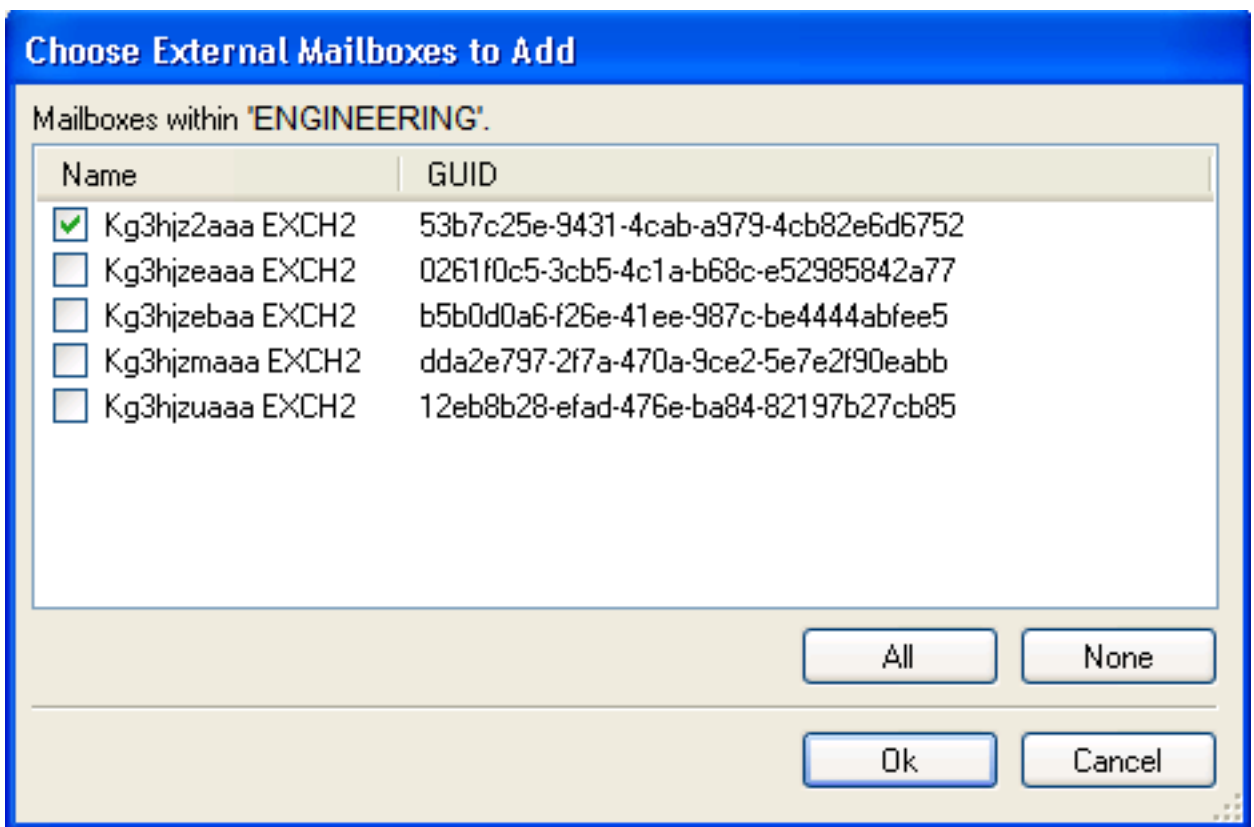 Choose External Mailboxes to Add
Mailboxes within 'ENGINEERING'.
Name GUID
Kg3hjz2aaa EXCH2 53b7c25e-9431-4cab-a979-4cb82e6d6752
Kg3hjzeaaa EXCH2 0261f0c5-3cb5-4c1a-b68c-e52985842a77
Kg3hjzebaa EXCH2 b5b0d0a6-f26e-41ee-987c-be4444abfee5
Kg3hjzmaaa EXCH2 dda2e797-2f7a-470a-9ce2-5e7e2f90eabb
Kg3hjzuaaa EXCH2 12eb8b28-efad-476e-ba84-82197b27cb85
All None
Ok Cancel